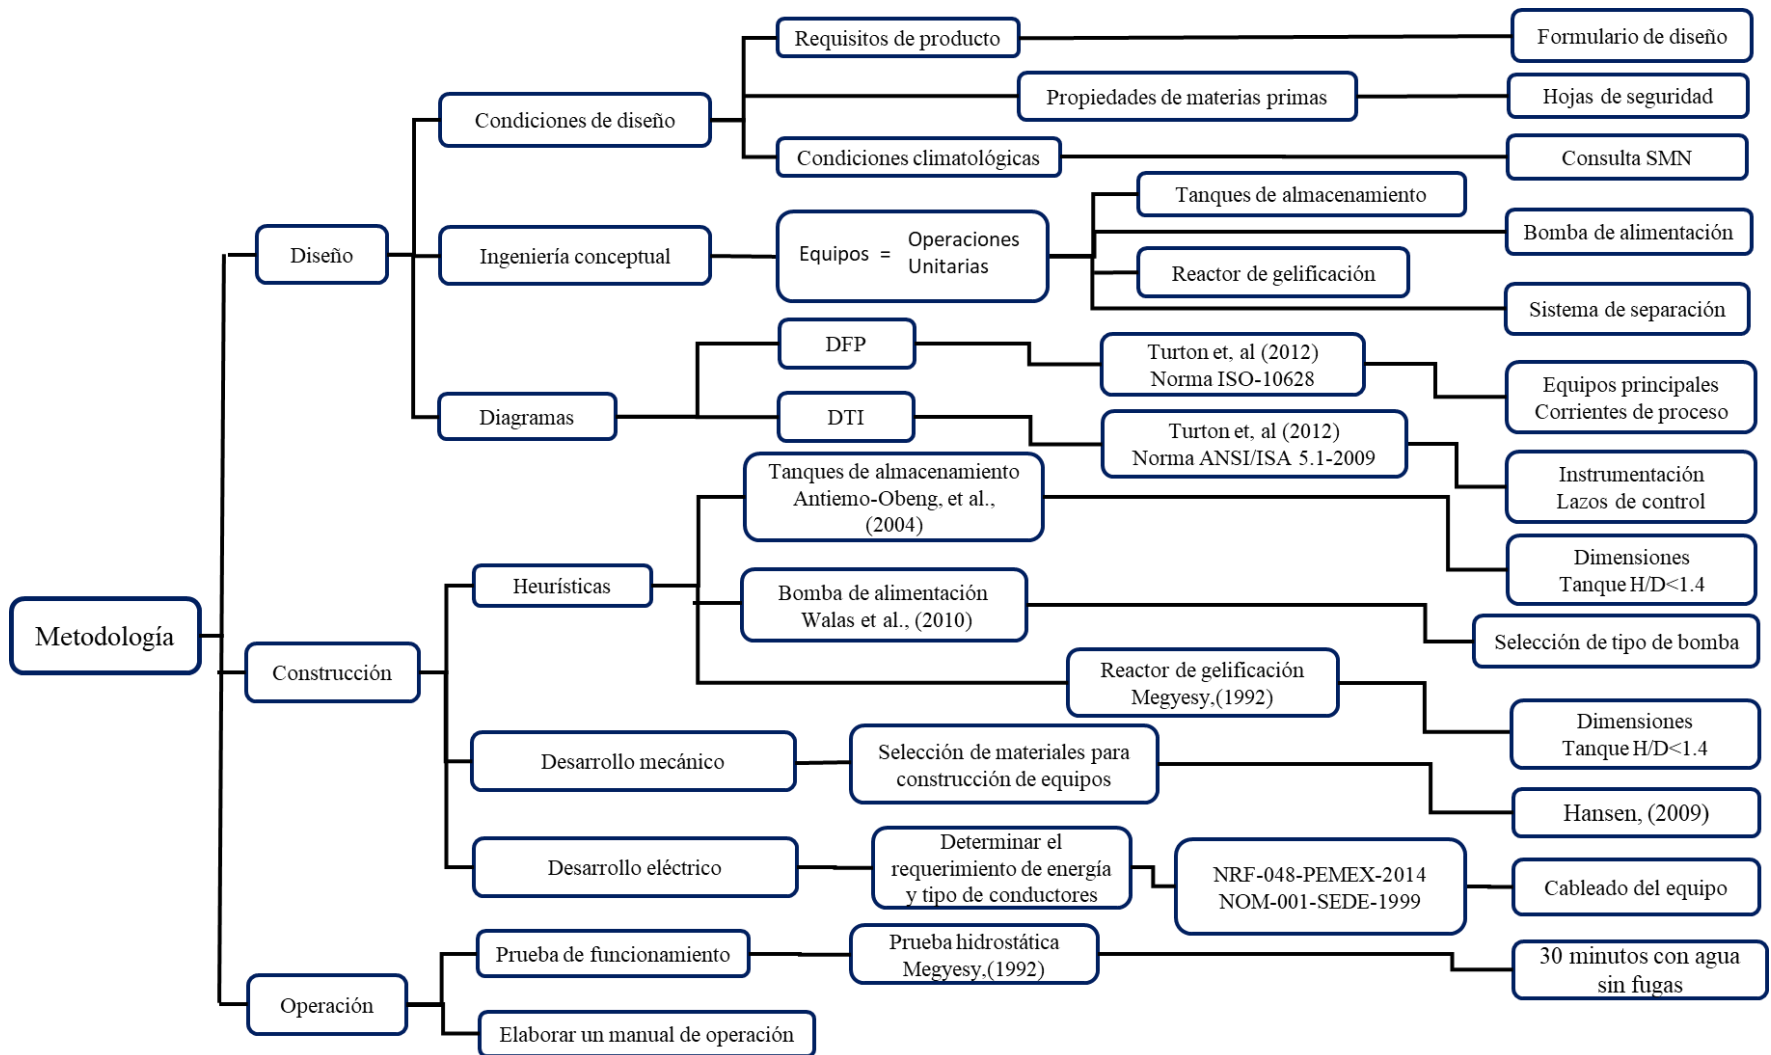 Requisitos de producto
Formulario de diseño
Propiedades de materias primas
Hojas de seguridad
Condiciones de diseño
Condiciones climatológicas
Consulta SMN
Tanques de almacenamiento
Bomba de alimentación
Diseño
Ingeniería conceptual
Equipos = Operaciones
Unitarias
Reactor de gelificación
Sistema de separación
DFP
Turton et, al (2012)
Norma ISO-10628
Equipos principales
Corrientes de proceso
Diagramas
DTI
Turton et, al (2012)
Norma ANSI/ISA 5.1-2009
Instrumentación
Lazos de control
Tanques de almacenamiento
Antiemo-Obeng, et al.,
(2004)
Dimensiones
Tanque H/D<1.4
Heurísticas
Bomba de alimentación
Walas et al., (2010)
Selección de tipo de bomba
Metodología
Construcción
Reactor de gelificación
Megyesy,(1992)
Dimensiones
Tanque H/D<1.4
Desarrollo mecánico
Selección de materiales para
construcción de equipos
Hansen, (2009)
Desarrollo eléctrico
Determinar el
requerimiento de energía
y tipo de conductores
NRF-048-PEMEX-2014
NOM-001-SEDE-1999
Cableado del equipo
Prueba de funcionamiento
Prueba hidrostática
Megyesy,(1992)
30 minutos con agua
sin fugas
Operación
Elaborar un manual de operación